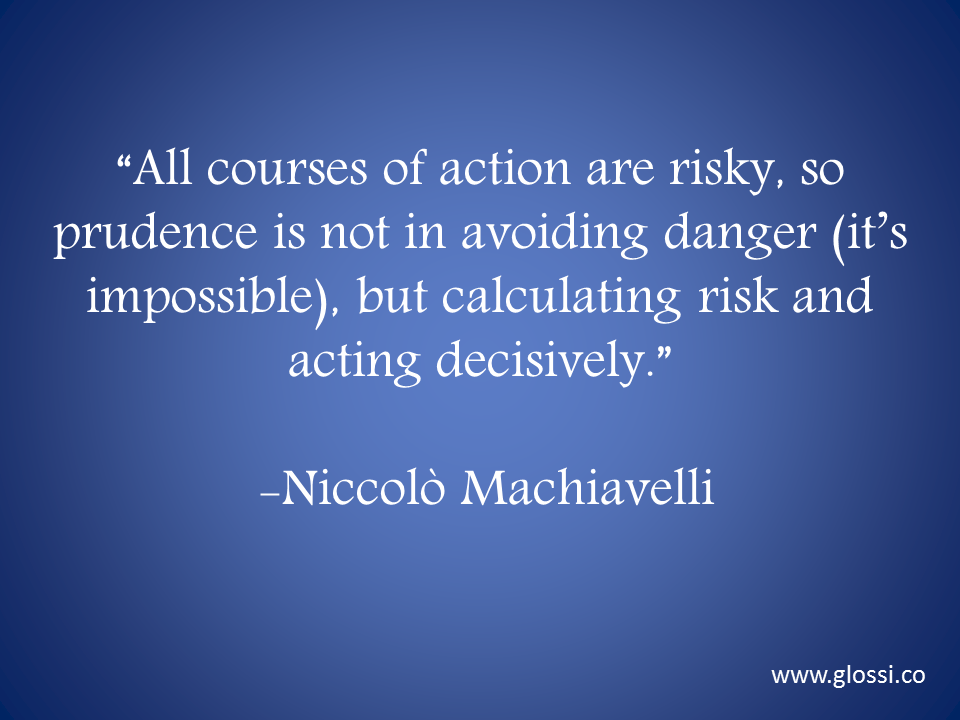 “All courses of action are risky, so
prudence is not in avoiding danger (it’s
impossible), but calculating risk and
acting decisively.”
-Niccolò Machiavelli
www.glossi.co